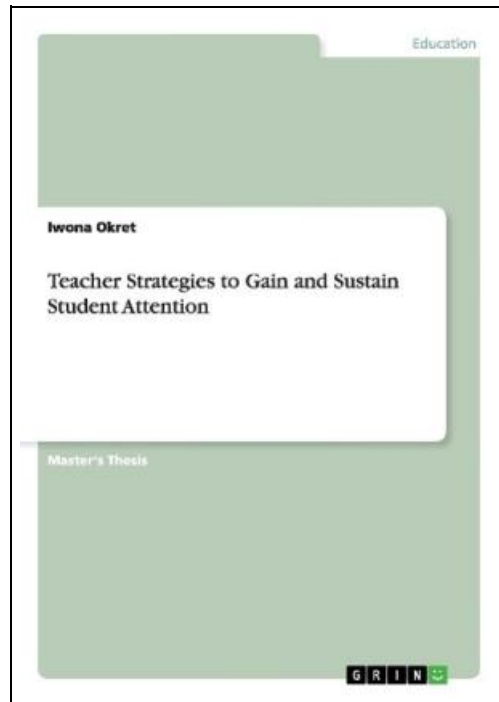 Education
Iwona Okret
Teacher Strategies to Gain and Sustain
Student Attention
Master's Thesis
GRIN